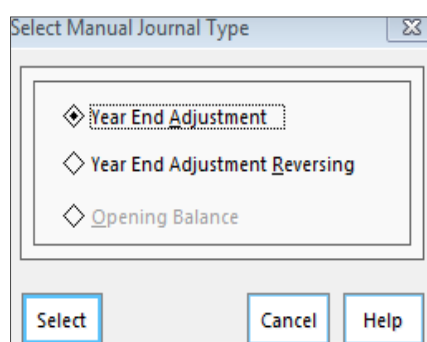 Select Manual Journal Type
Year End Adjustment
Year End Adjustment Reversing
Opening Balance
Select Cancel Help